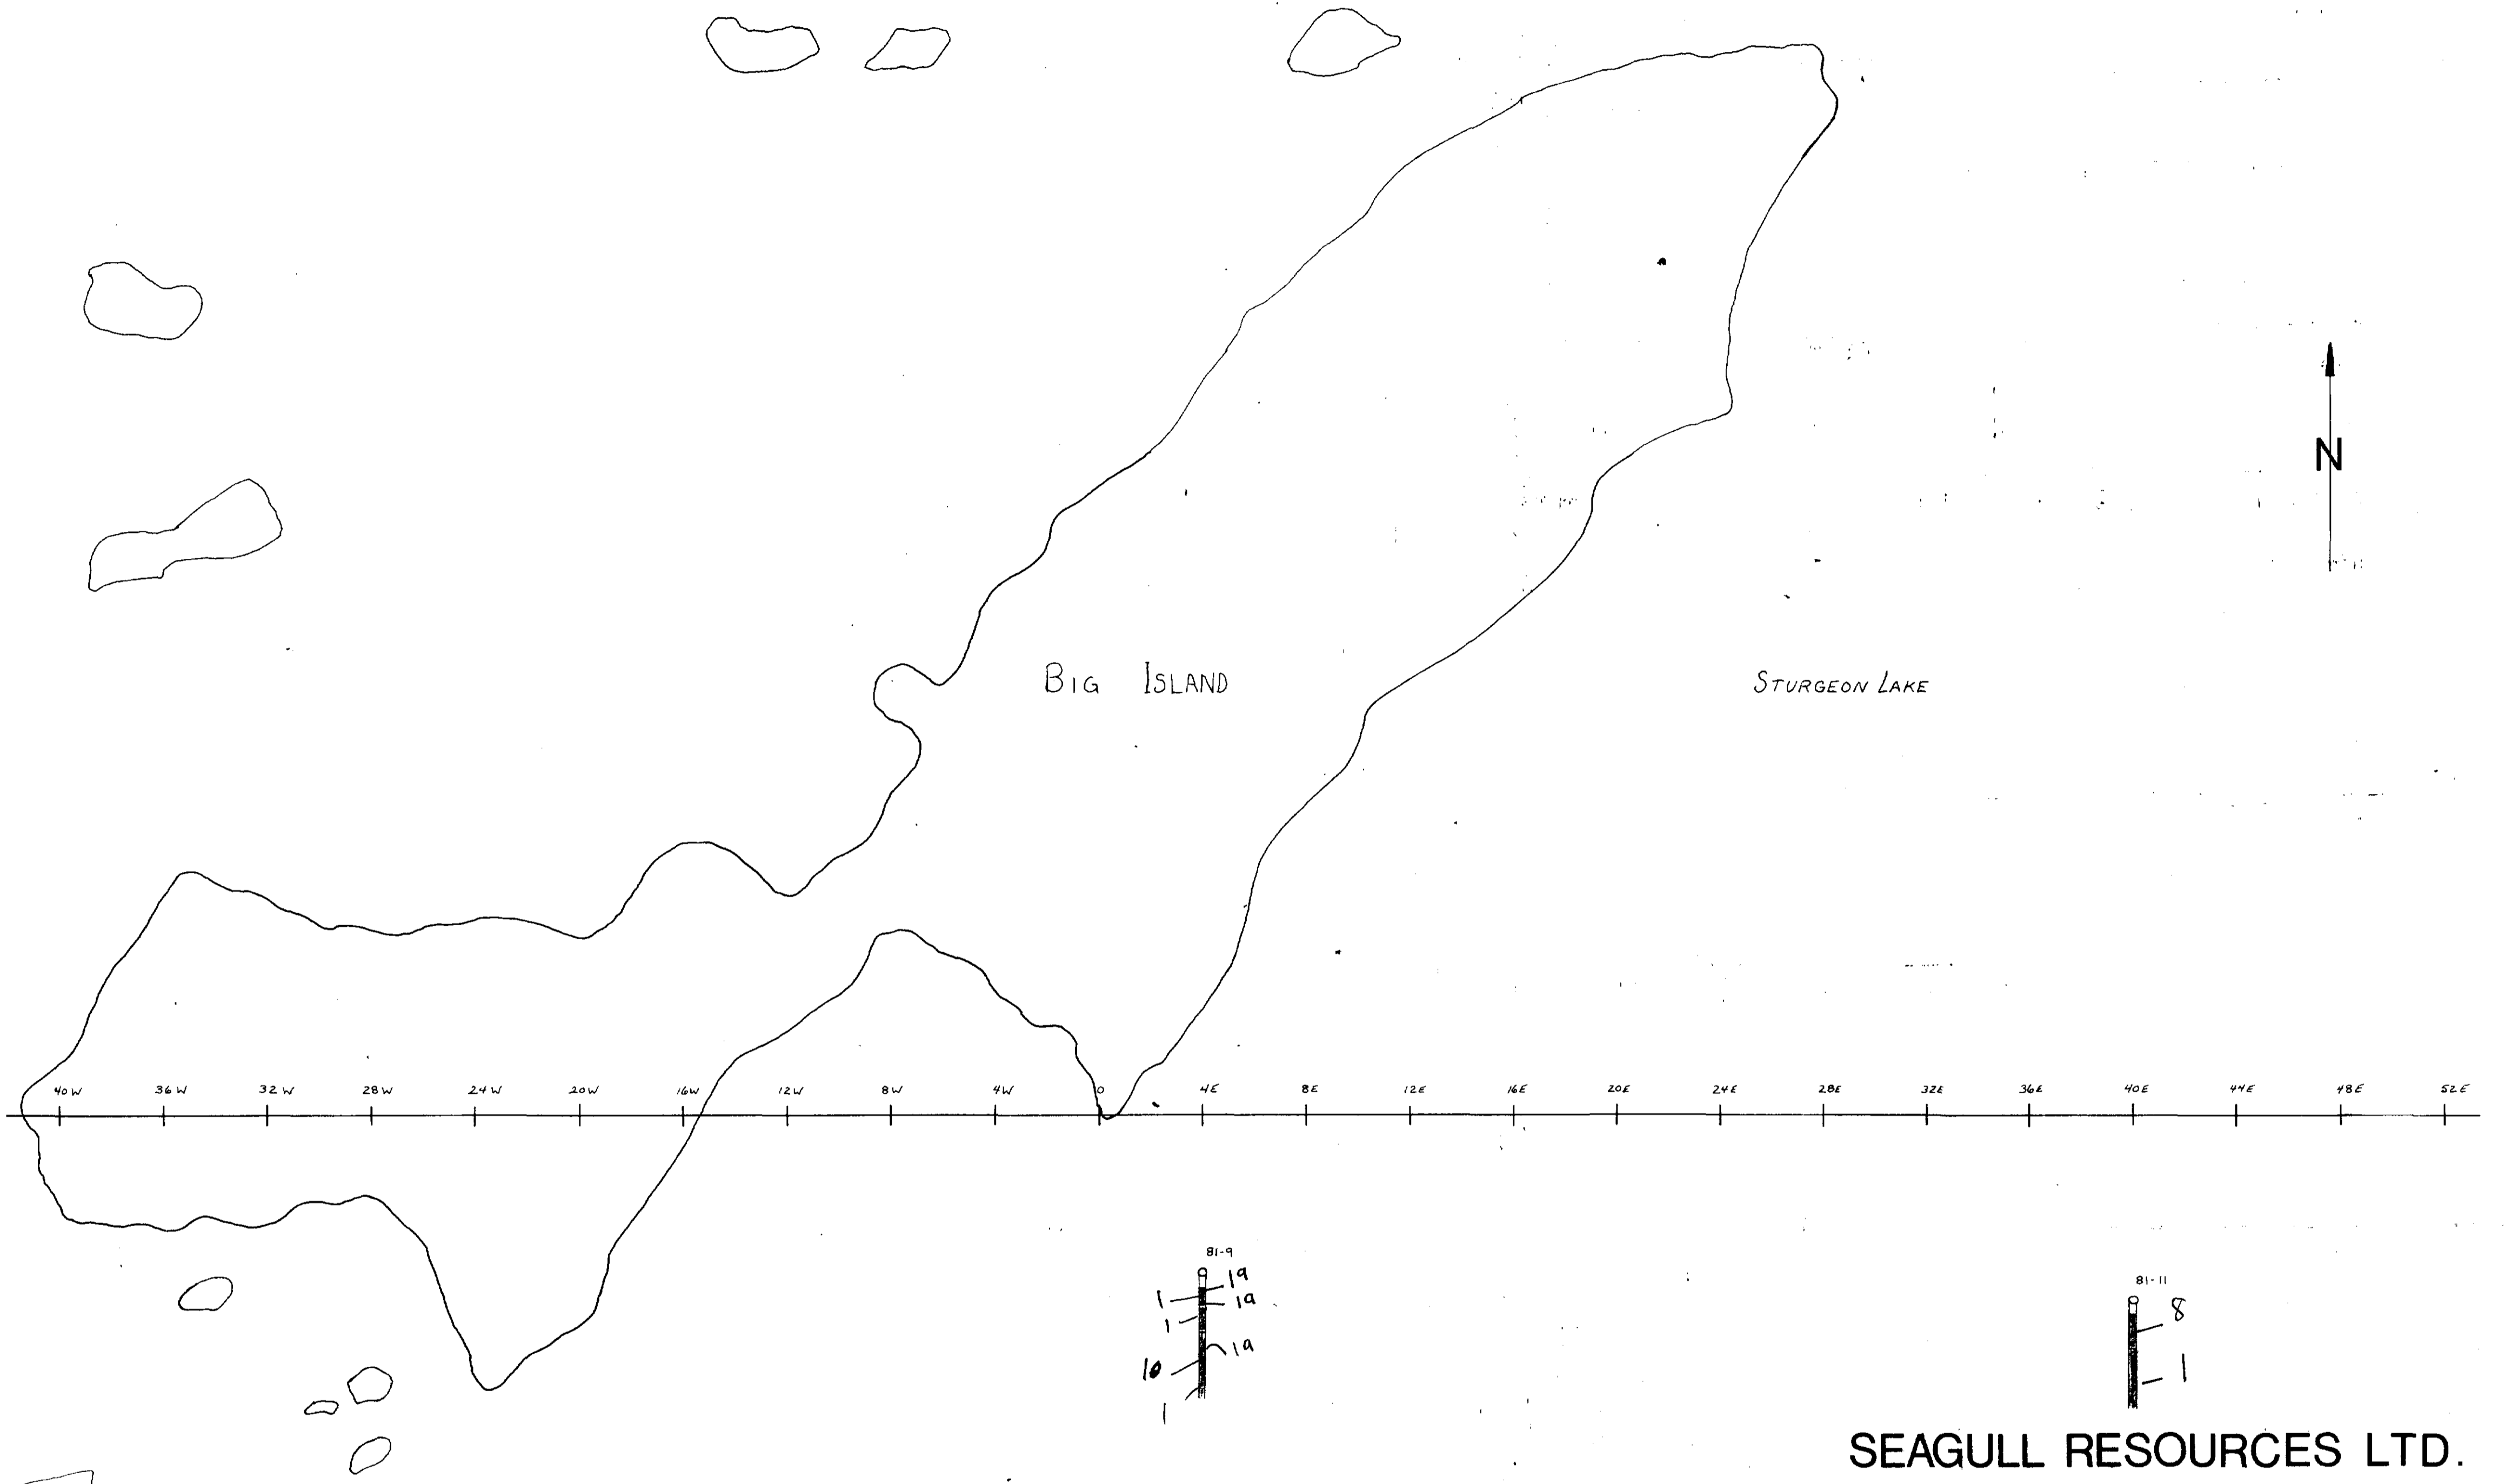 N
BIG ISLAND
STURGEON LAKE
40W 36W 32W 28W 24W 20W 16W 12W 8W 4W 0 4E 8E 12E 16E 20E 24E 28E 32E 36E 40E 44E 48E 52E
81-9
1 1a
1 1a
10 1a
1
81-11
8
1
SEAGULL RESOURCES LTD.